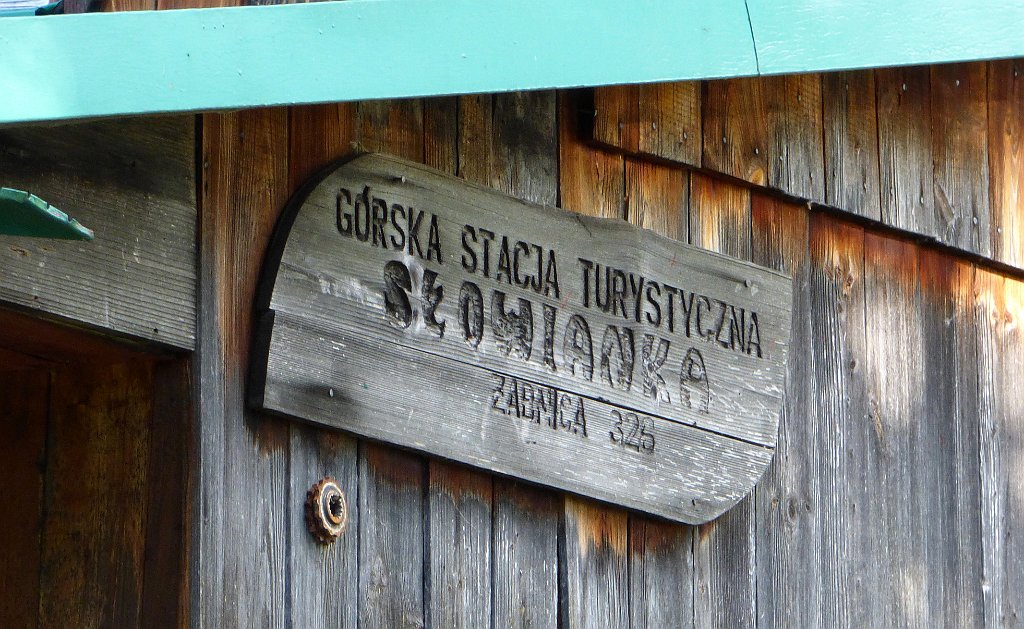 GÓRSKA STACJA TURYSTYCZNA
SŁOWIANKA
ŻABNICA 326